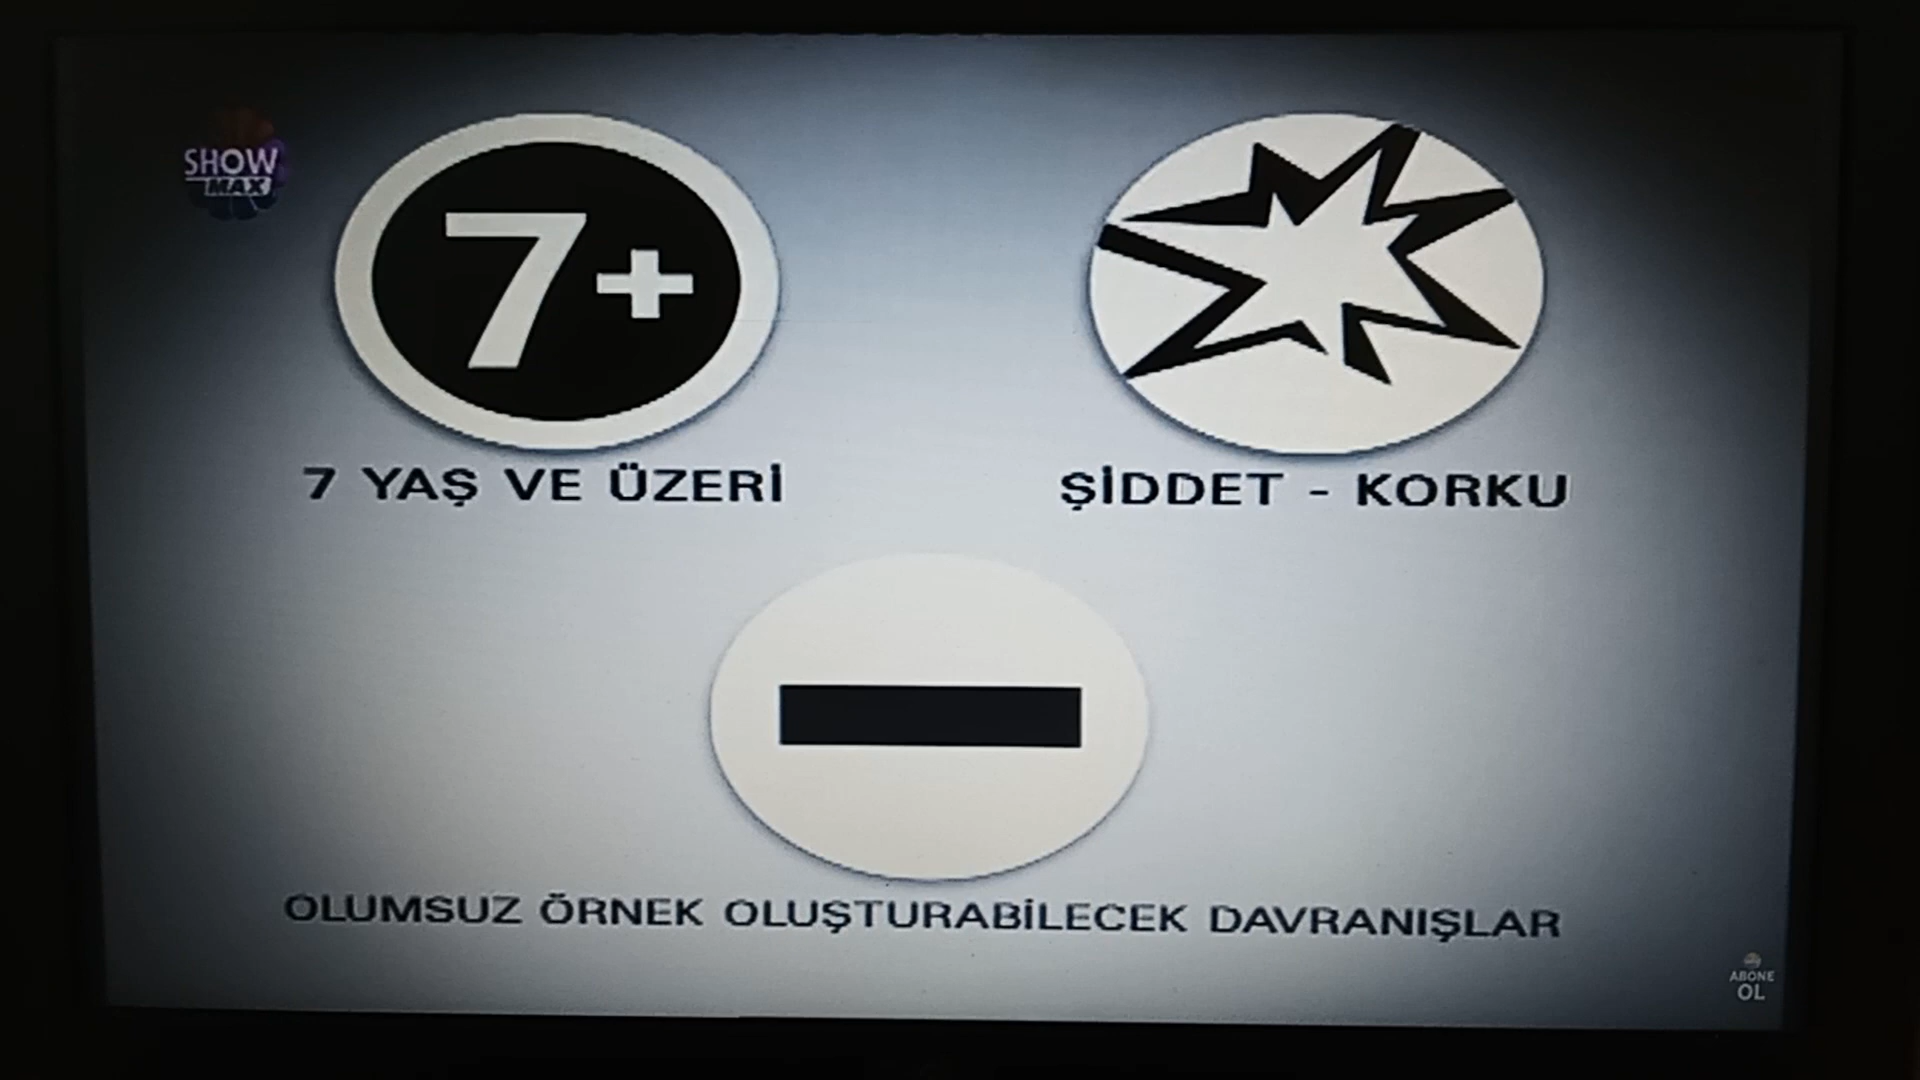 SHOW
MAX
7+
7 YAŞ VE ÜZERİ
ŞİDDET - KORKU
OLUMSUZ ÖRNEK OLUŞTURABİLECEK DAVRANIŞLAR
ABONE
OL